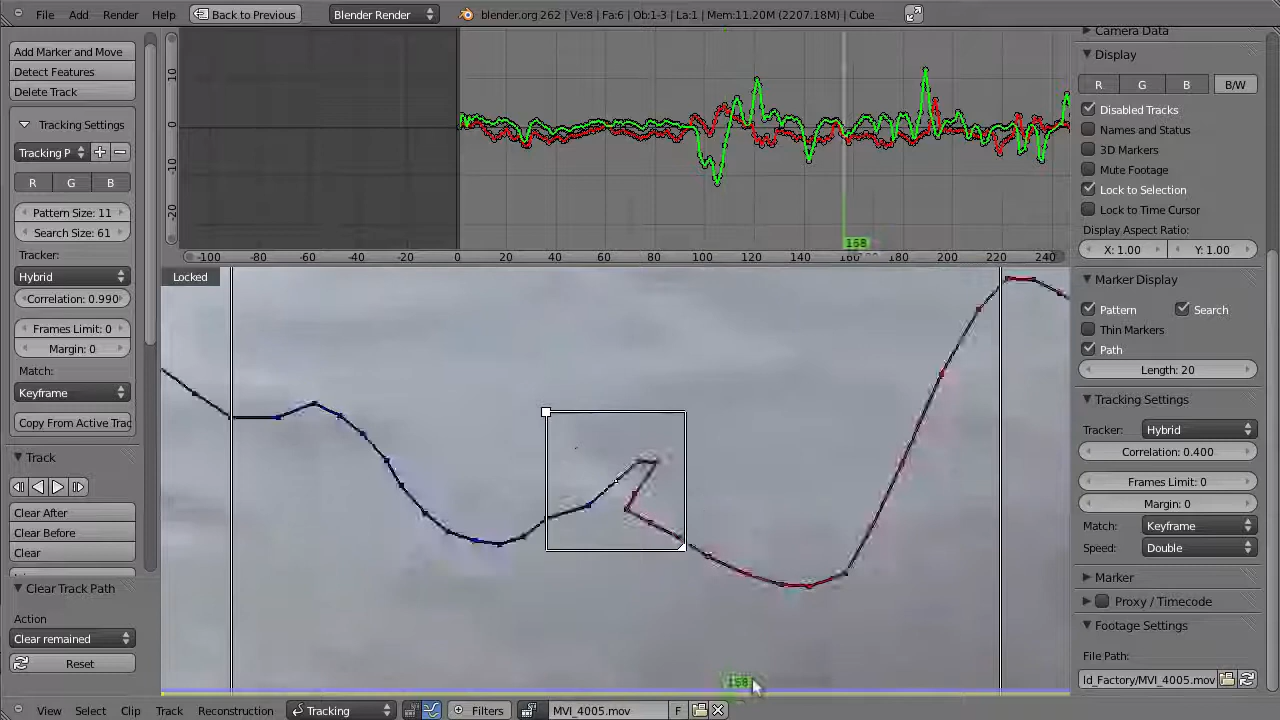 File Add Render Help Back to Previous Blender Render blender.org 262 | Ve:8 | Fa:6 | Ob:1-3 | La:1 | Mem:11.20M (2207.18M) | Cube
Add Marker and Move
Detect Features
Delete Track
Tracking Settings
Tracking P
R G B
Pattern Size: 11
Search Size: 61
Tracker:
Hybrid
Correlation: 0.990
Frames Limit: 0
Margin: 0
Match:
Keyframe
Copy From Active Trac
Track
Clear After
Clear Before
Clear
Clear Track Path
Action
Clear remained
Reset
10
0
-10
-20
168
-100 -80 -60 -40 -20 0 20 40 60 80 100 120 140 160 180 200 220 240
Locked
168
Camera Data
Display
R G B B/W
Disabled Tracks
Names and Status
3D Markers
Mute Footage
Lock to Selection
Lock to Time Cursor
Display Aspect Ratio:
X: 1.00 Y: 1.00
Marker Display
Pattern Search
Thin Markers
Path
Length: 20
Tracking Settings
Tracker: Hybrid
Correlation: 0.400
Frames Limit: 0
Margin: 0
Match: Keyframe
Speed: Double
Marker
Proxy / Timecode
Footage Settings
File Path:
ld_Factory/MVI_4005.mov
View Select Clip Track Reconstruction Tracking Filters MVI_4005.mov F